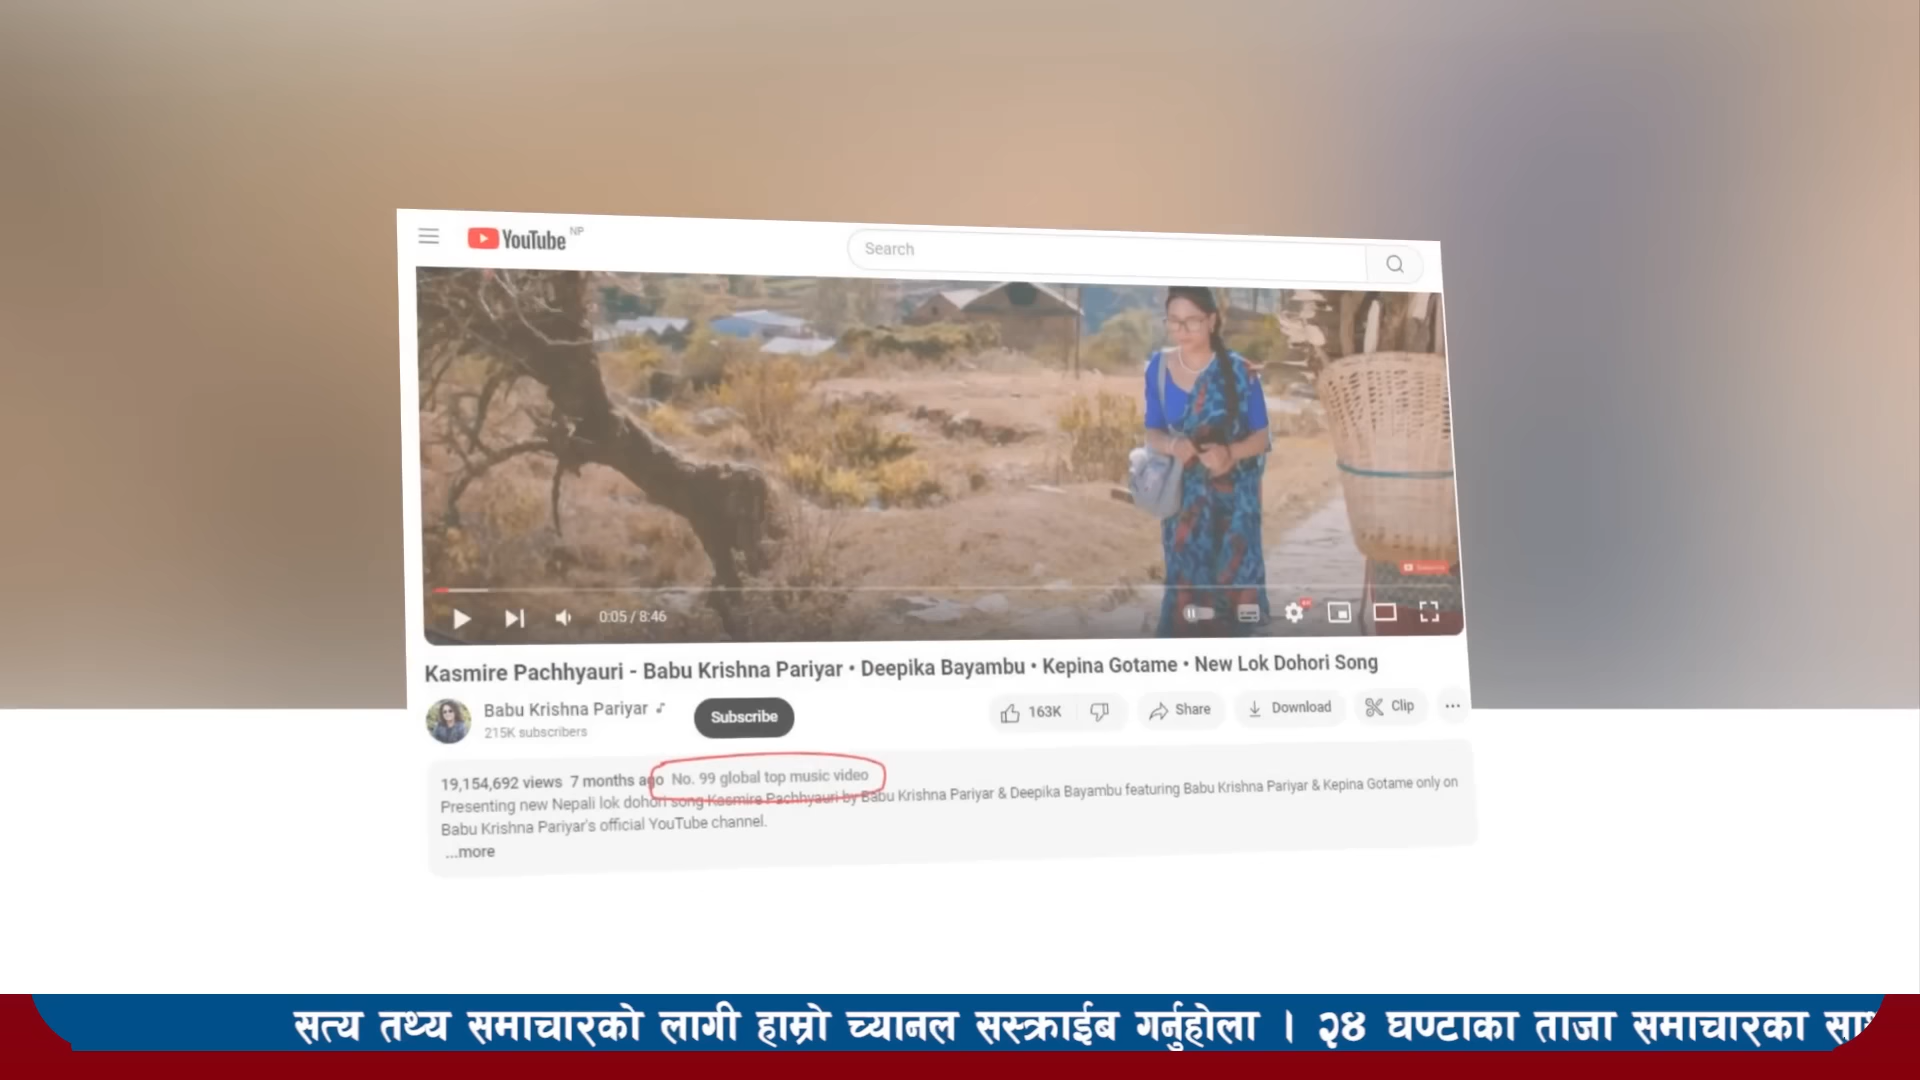 YouTube NP
Search
0:05 / 8:46
Kasmire Pachhyauri - Babu Krishna Pariyar • Deepika Bayambu • Kepina Gotame • New Lok Dohori Song
Babu Krishna Pariyar
215K subscribers
Subscribe
163K
Share
Download
Clip
19,154,692 views 7 months ago No. 99 global top music video
Presenting new Nepali lok dohori song Kasmire Pachhyauri by Babu Krishna Pariyar & Deepika Bayambu featuring Babu Krishna Pariyar & Kepina Gotame only on
Babu Krishna Pariyar's official YouTube channel.
...more
सत्य तथ्य समाचारको लागी हाम्रो च्यानल सस्क्राईब गर्नुहोला । २४ घण्टाका ताजा समाचारका